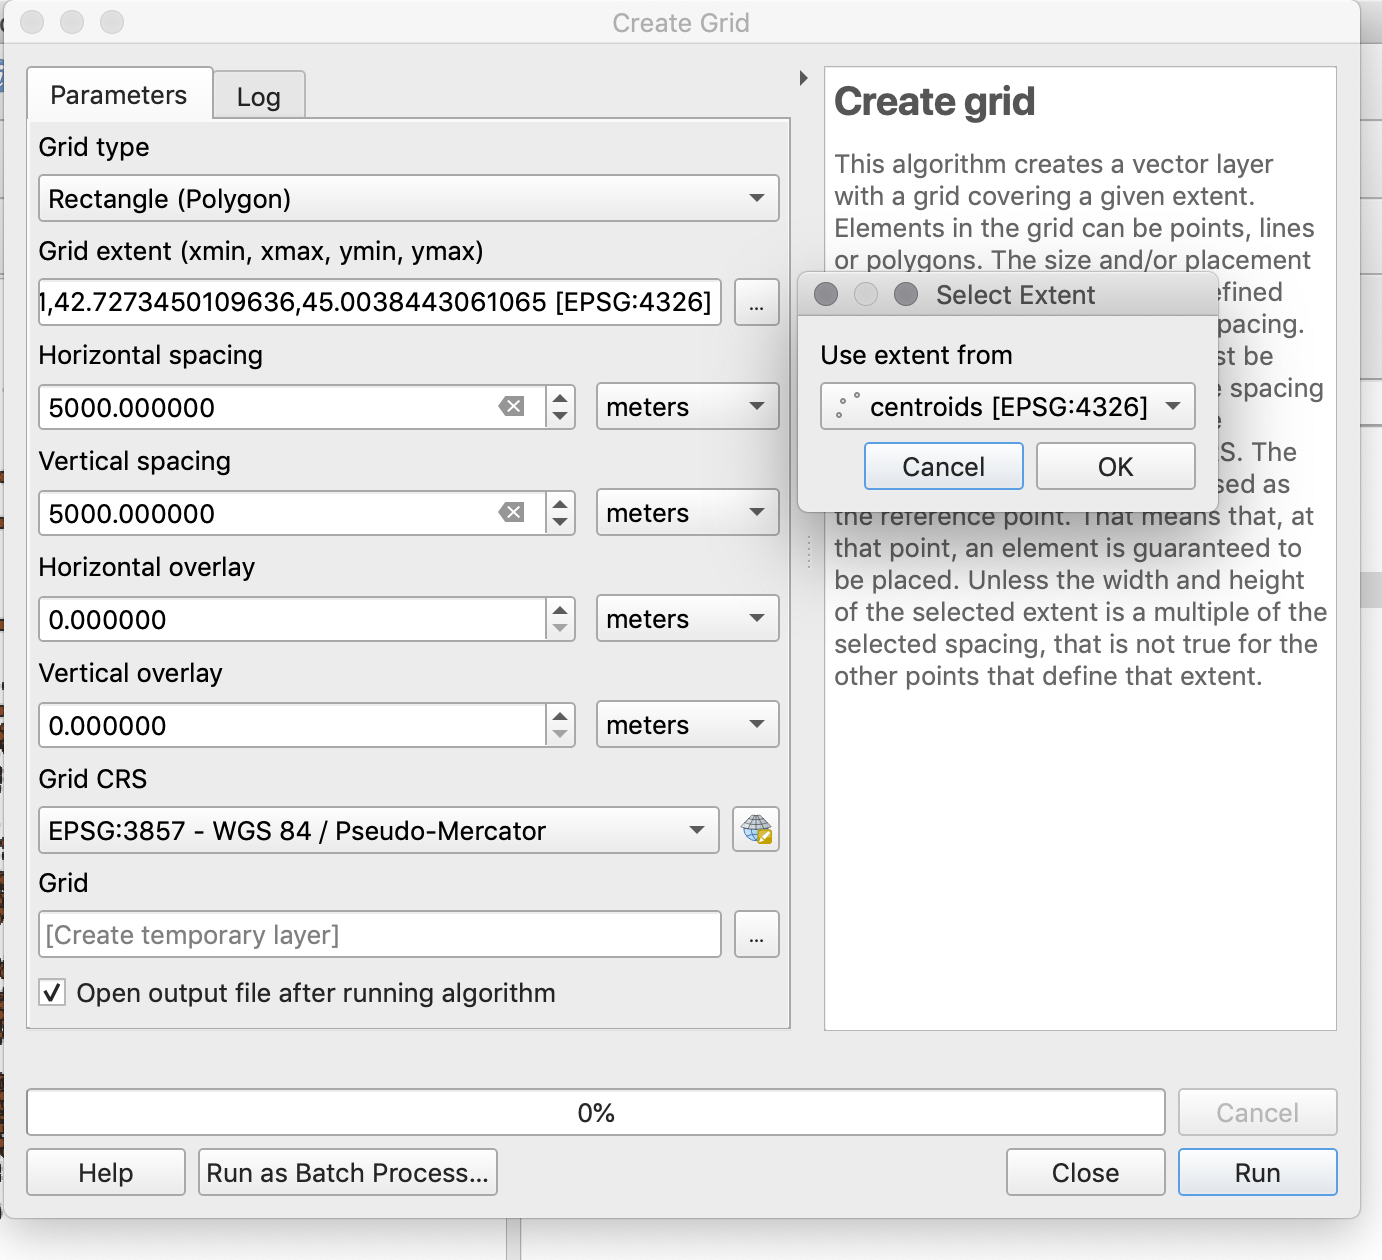 Create Grid
Parameters
Log
Grid type
Rectangle (Polygon)
Grid extent (xmin, xmax, ymin, ymax)
1,42.7273450109636,45.0038443061065 [EPSG:4326]
...
Horizontal spacing
5000.000000
meters
Vertical spacing
5000.000000
meters
Horizontal overlay
0.000000
meters
Vertical overlay
0.000000
meters
Grid CRS
EPSG:3857 - WGS 84 / Pseudo-Mercator
Grid
[Create temporary layer]
...
✓ Open output file after running algorithm
Create grid
This algorithm creates a vector layer
with a grid covering a given extent.
Elements in the grid can be points, lines
or polygons. The size and/or placement
efined
pacing.
st be
spacing
S. The
sed as
the reference point. That means that, at
that point, an element is guaranteed to
be placed. Unless the width and height
of the selected extent is a multiple of the
selected spacing, that is not true for the
other points that define that extent.
Select Extent
Use extent from
centroids [EPSG:4326]
Cancel
OK
0%
Cancel
Help
Run as Batch Process...
Close
Run